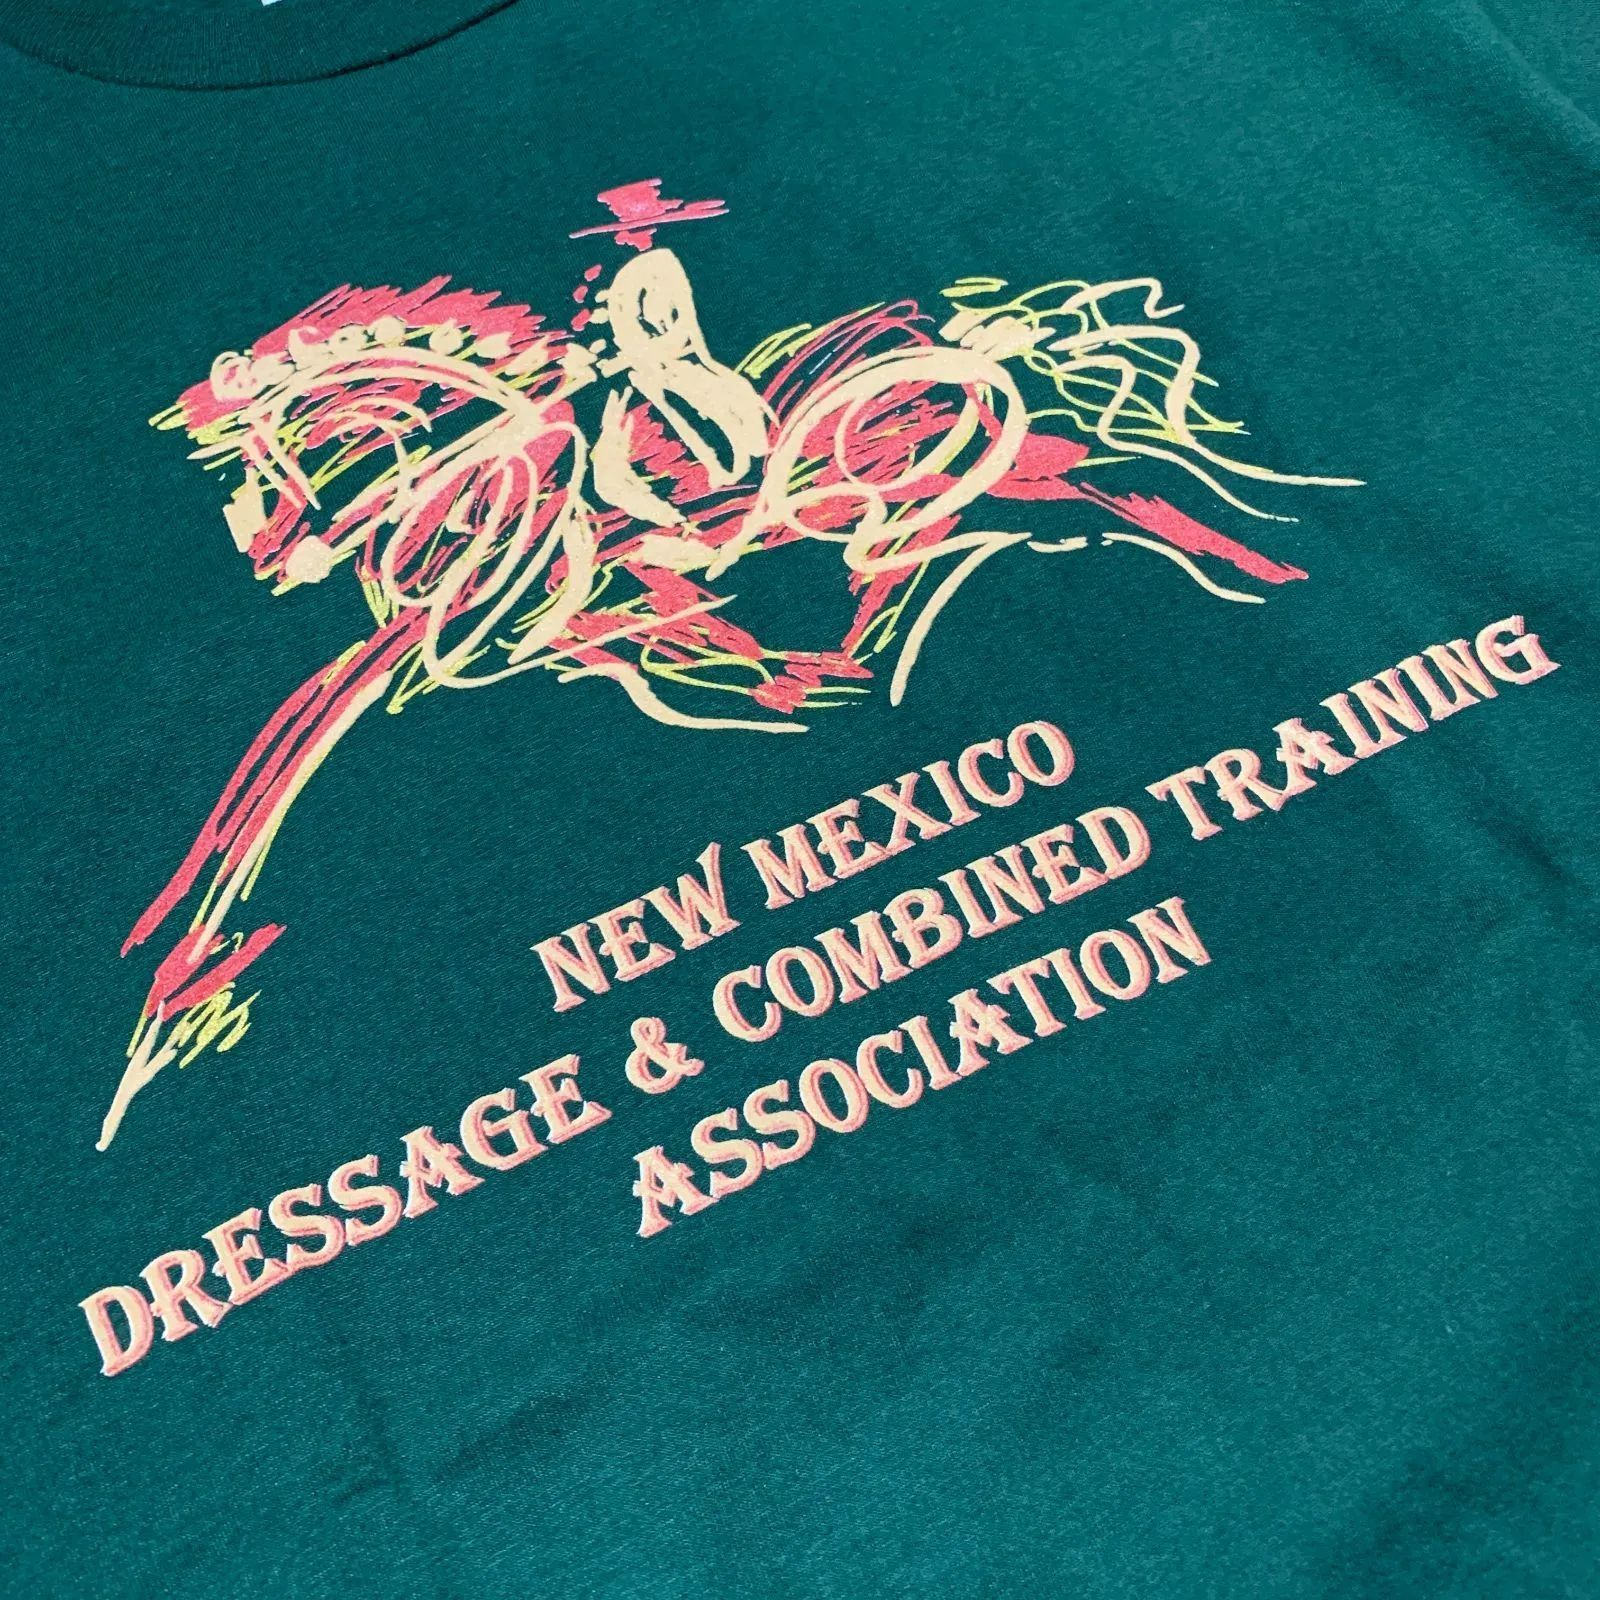 NEW MEXICO
DRESSAGE & COMBINED TRAINING
ASSOCIATION